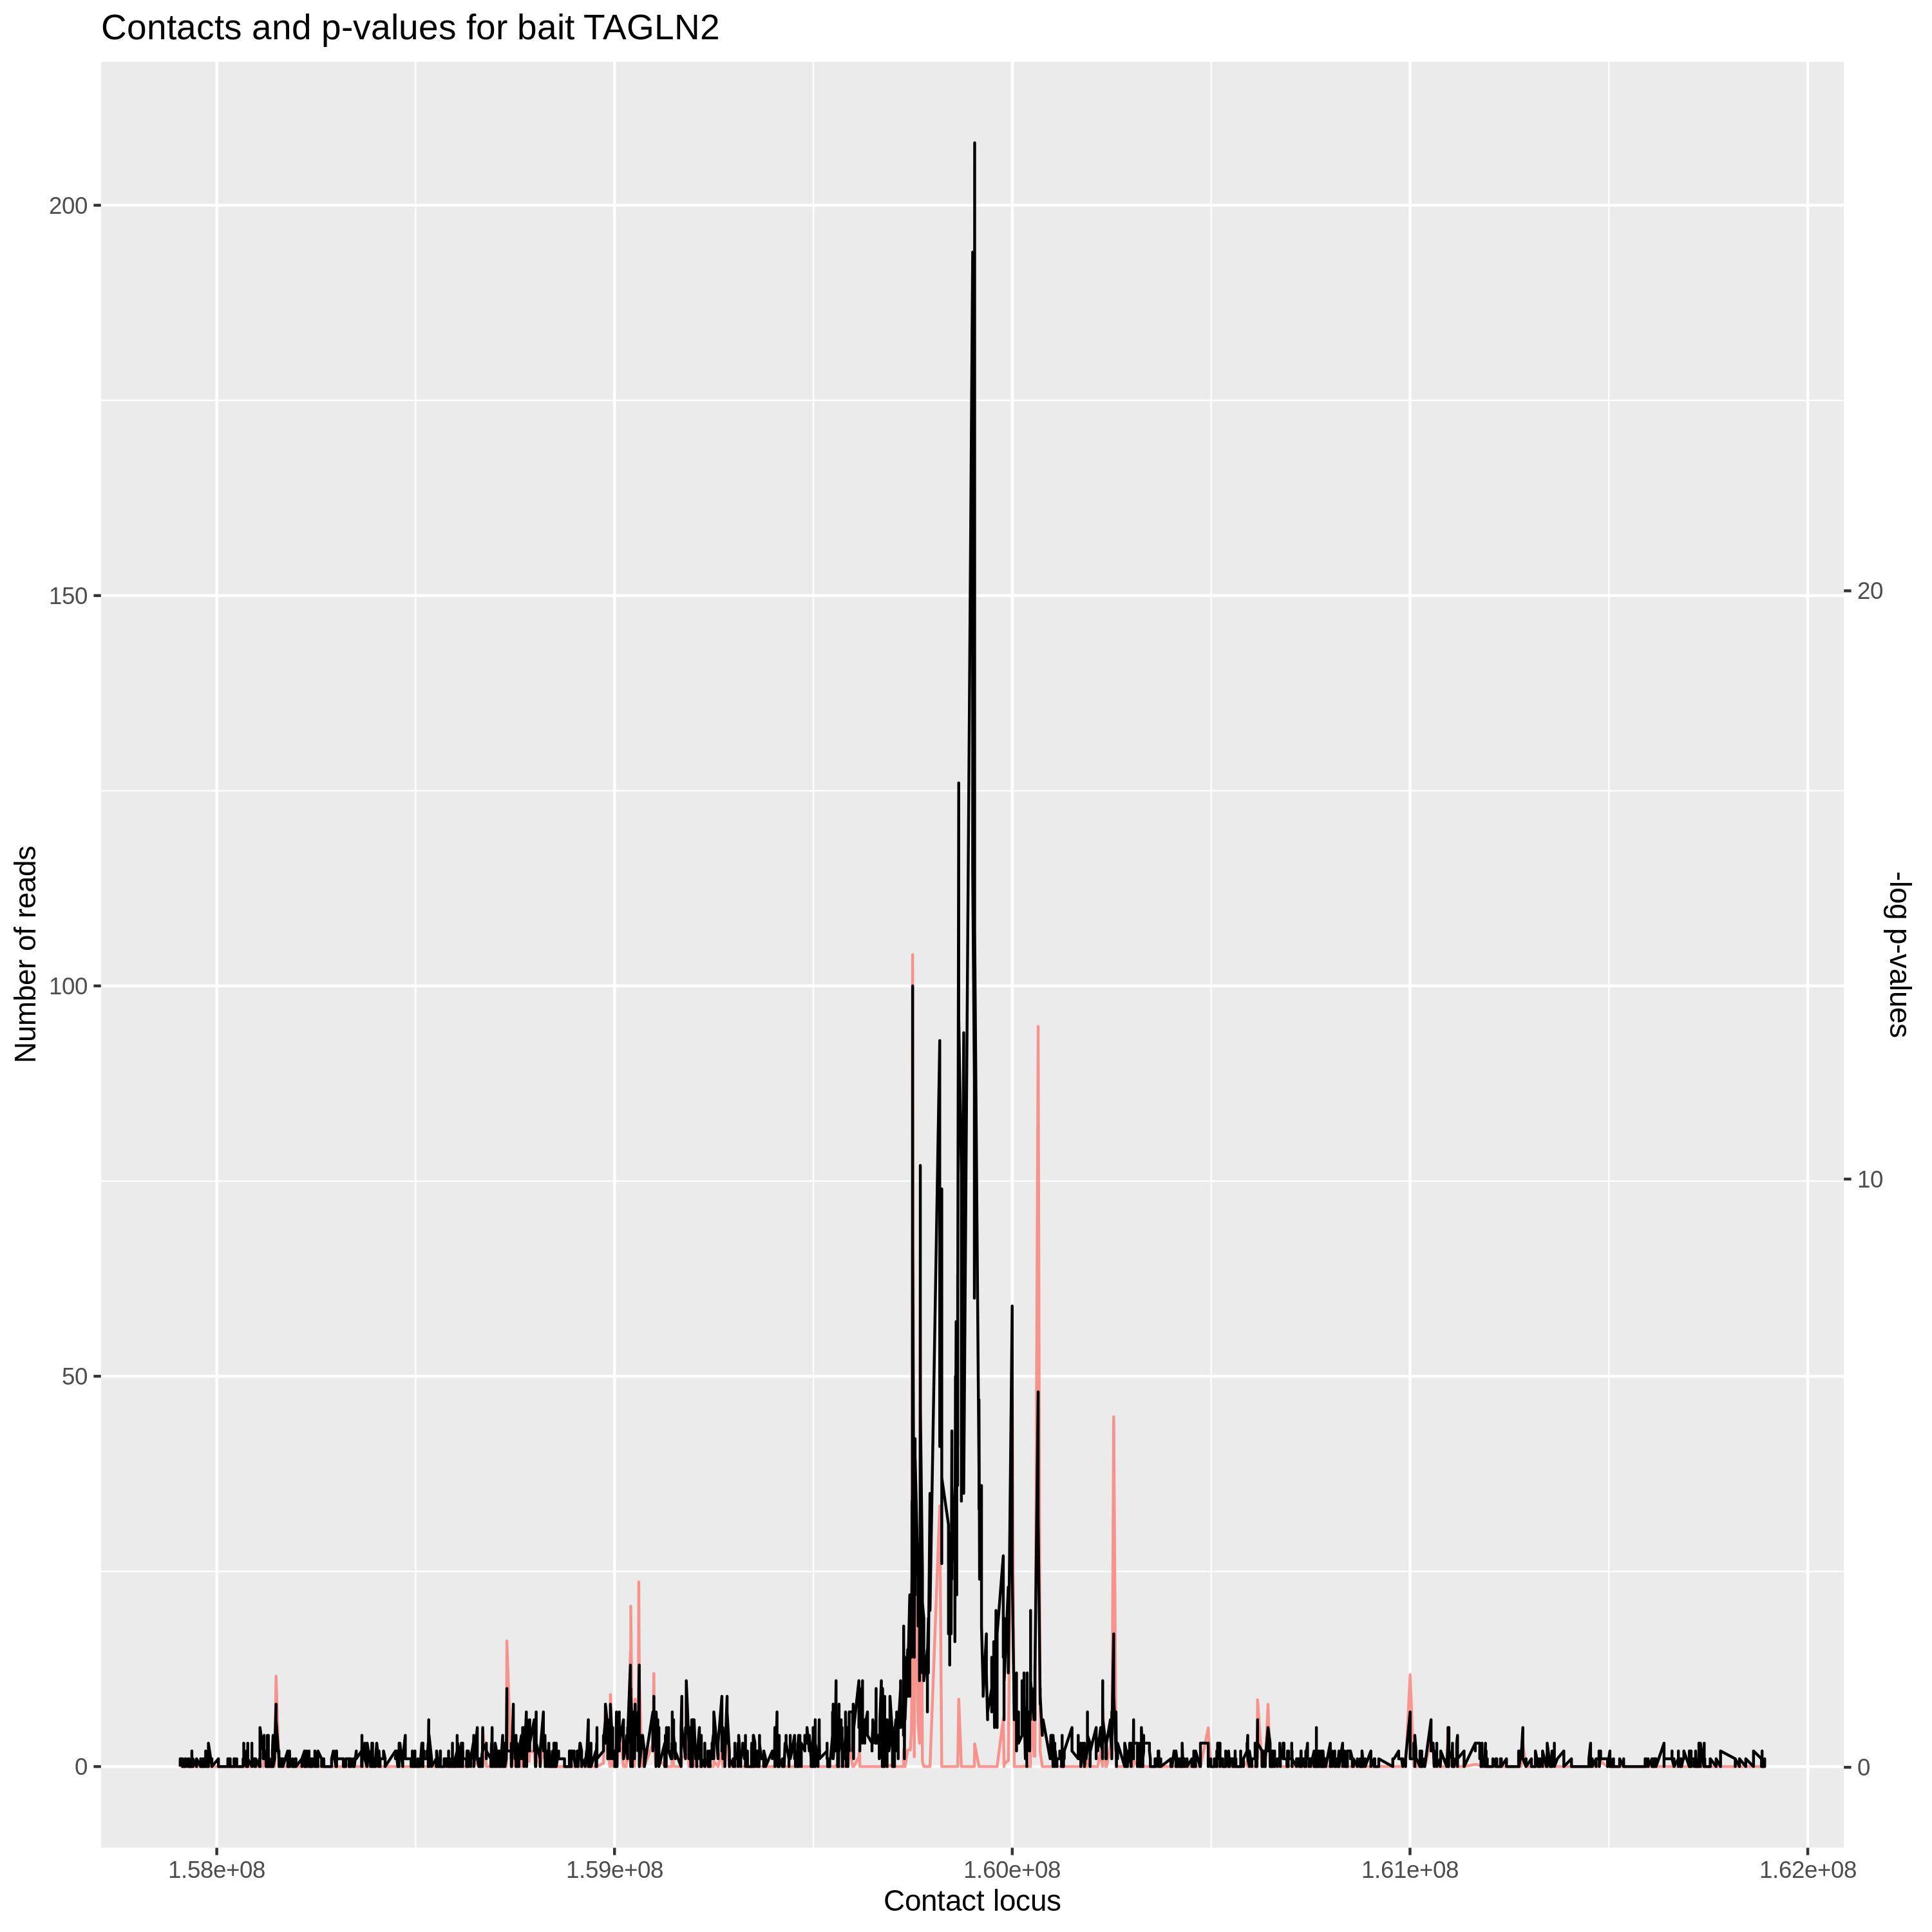 Contacts and p-values for bait TAGLN2
200
150
100
50
0
Number of reads
20
10
0
-log p-values
1.58e+08
1.59e+08
1.60e+08
1.61e+08
1.62e+08
Contact locus